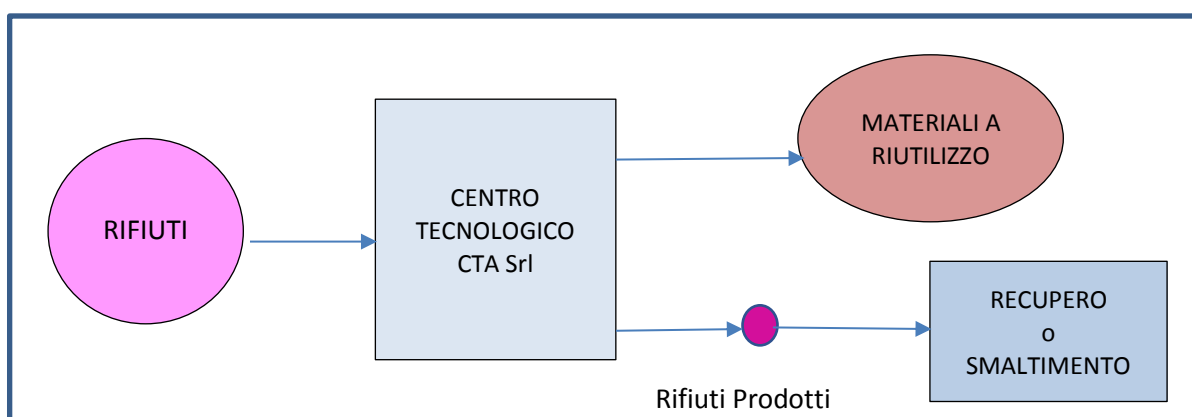 RIFIUTI
CENTRO
TECNOLOGICO
CTA Srl
MATERIALI A
RIUTILIZZO
Rifiuti Prodotti
RECUPERO
o
SMALTIMENTO